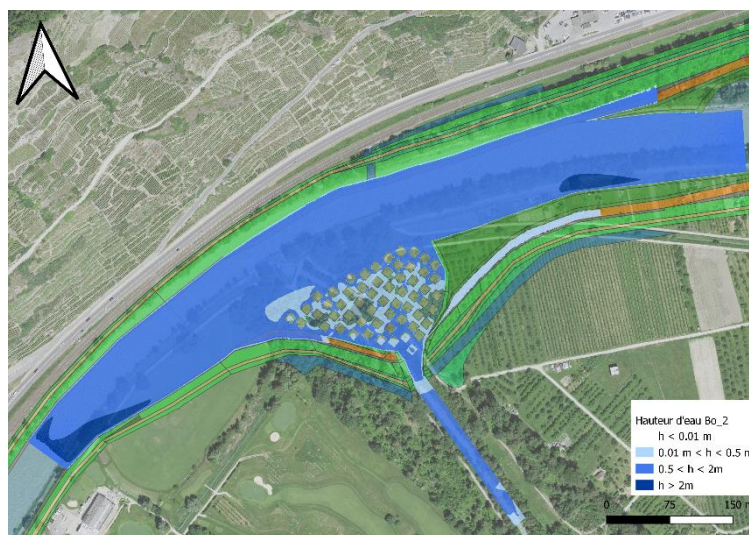 Hauteur d'eau Bo_2
h < 0.01 m
0.01 m < h < 0.5 m
0.5 < h < 2m
h > 2m
0 75 150 m